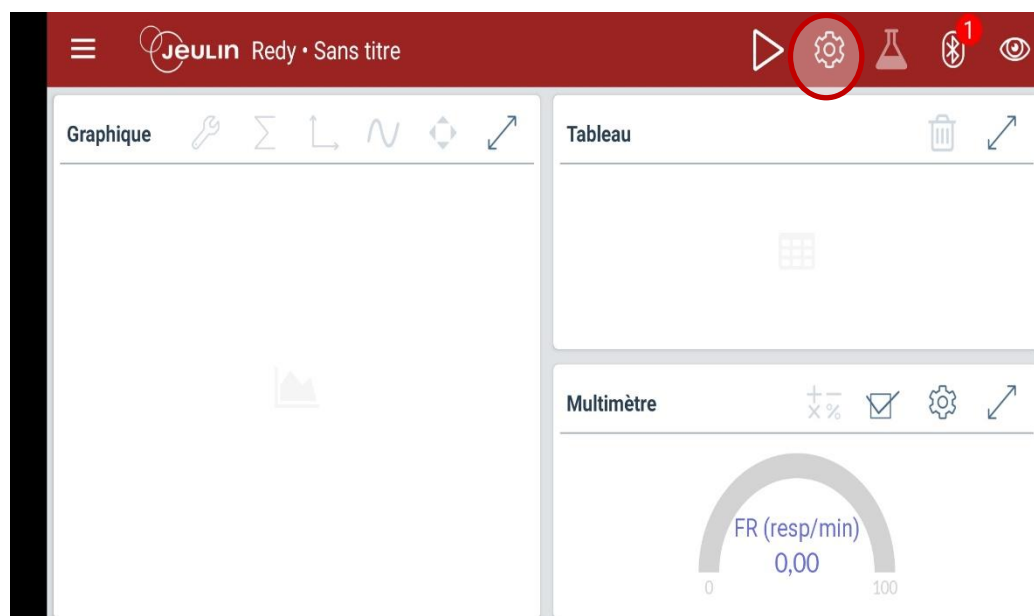 Jeulin Redy • Sans titre
1
Graphique
Tableau
Multimètre
FR (resp/min)
0,00
0
100